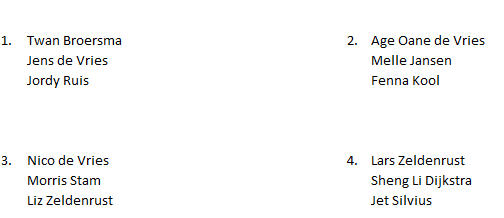 1. Twan Broersma
Jens de Vries
Jordy Ruis
2. Age Oane de Vries
Melle Jansen
Fenna Kool
3. Nico de Vries
Morris Stam
Liz Zeldenrust
4. Lars Zeldenrust
Sheng Li Dijkstra
Jet Silvius